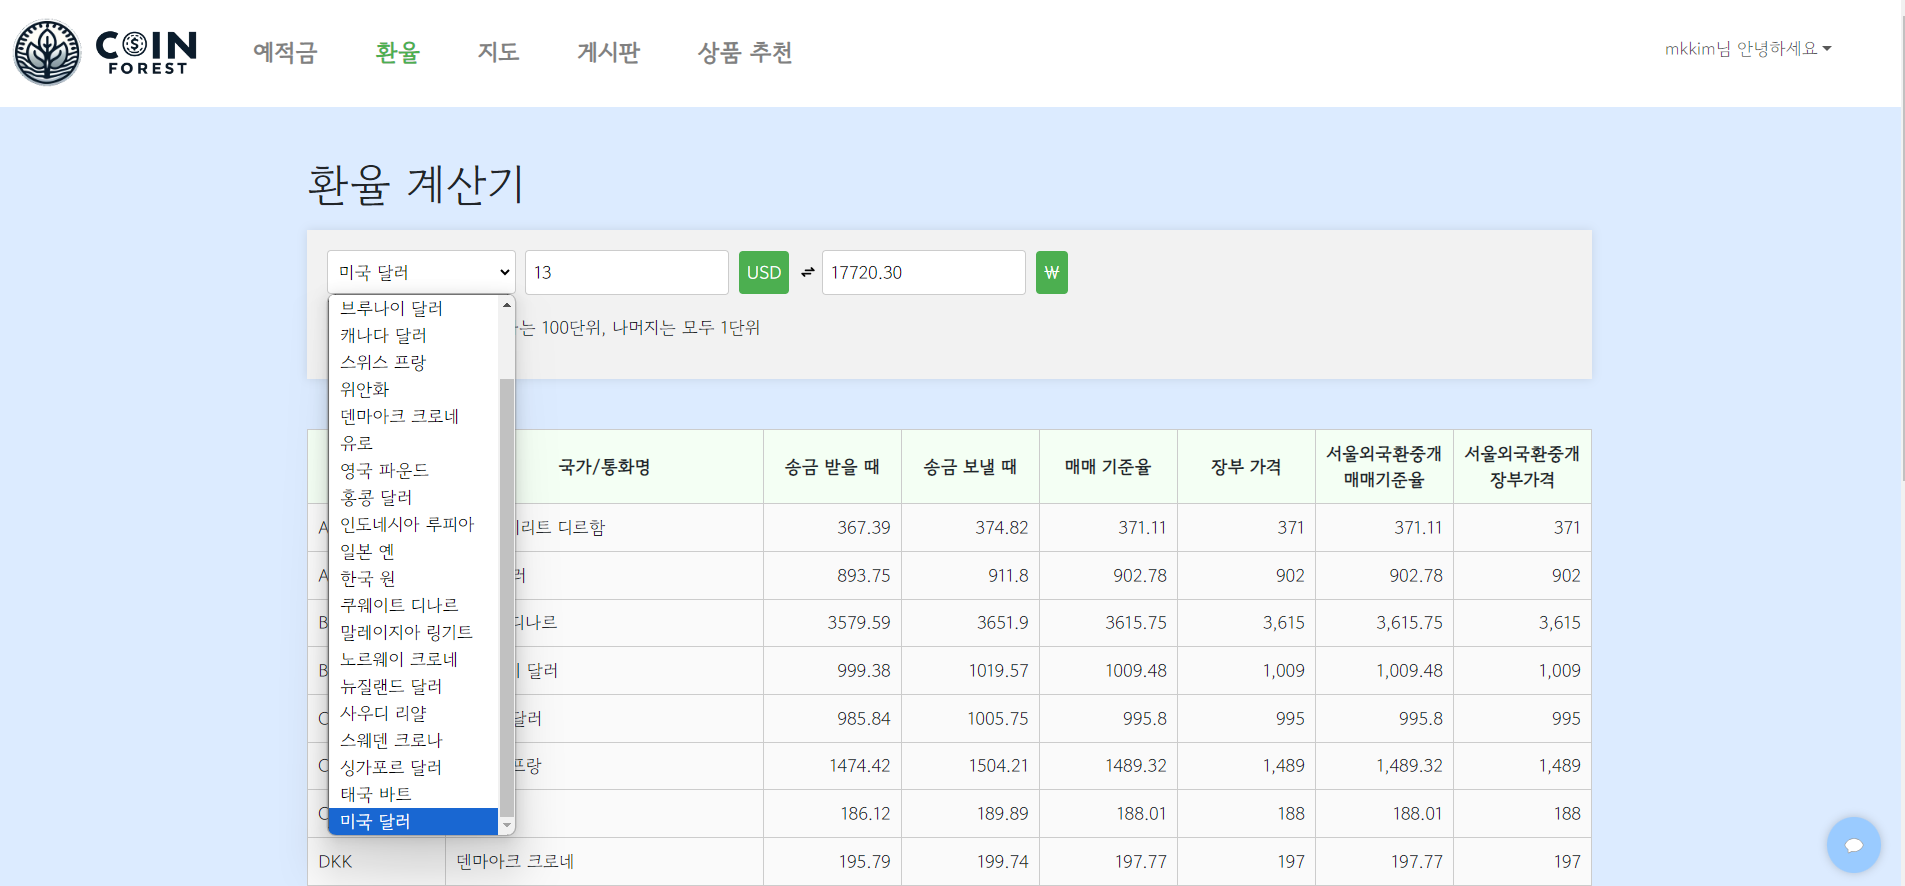 COIN
FOREST
예적금
환율
지도
게시판
상품 추천
mkkim님 안녕하세요
환율 계산기
미국 달러
13
USD
17720.30
₩
는 100단위, 나머지는 모두 1단위
브루나이 달러
캐나다 달러
스위스 프랑
위안화
덴마아크 크로네
유로
영국 파운드
홍콩 달러
인도네시아 루피아
일본 옌
한국 원
쿠웨이트 디나르
말레이지아 링기트
노르웨이 크로네
뉴질랜드 달러
사우디 리얄
스웨덴 크로나
싱가포르 달러
태국 바트
미국 달러
국가/통화명 송금 받을 때 송금 보낼 때 매매 기준율 장부 가격 서울외국환중개 매매기준율 서울외국환중개 장부가격
A 리트 디르함 367.39 374.82 371.11 371 371.11 371
A 러 893.75 911.8 902.78 902 902.78 902
B 디나르 3579.59 3651.9 3615.75 3,615 3,615.75 3,615
B 달러 999.38 1019.57 1009.48 1,009 1,009.48 1,009
C 달러 985.84 1005.75 995.8 995 995.8 995
C 프랑 1474.42 1504.21 1489.32 1,489 1,489.32 1,489
C 186.12 189.89 188.01 188 188.01 188
DKK 덴마아크 크로네 195.79 199.74 197.77 197 197.77 197